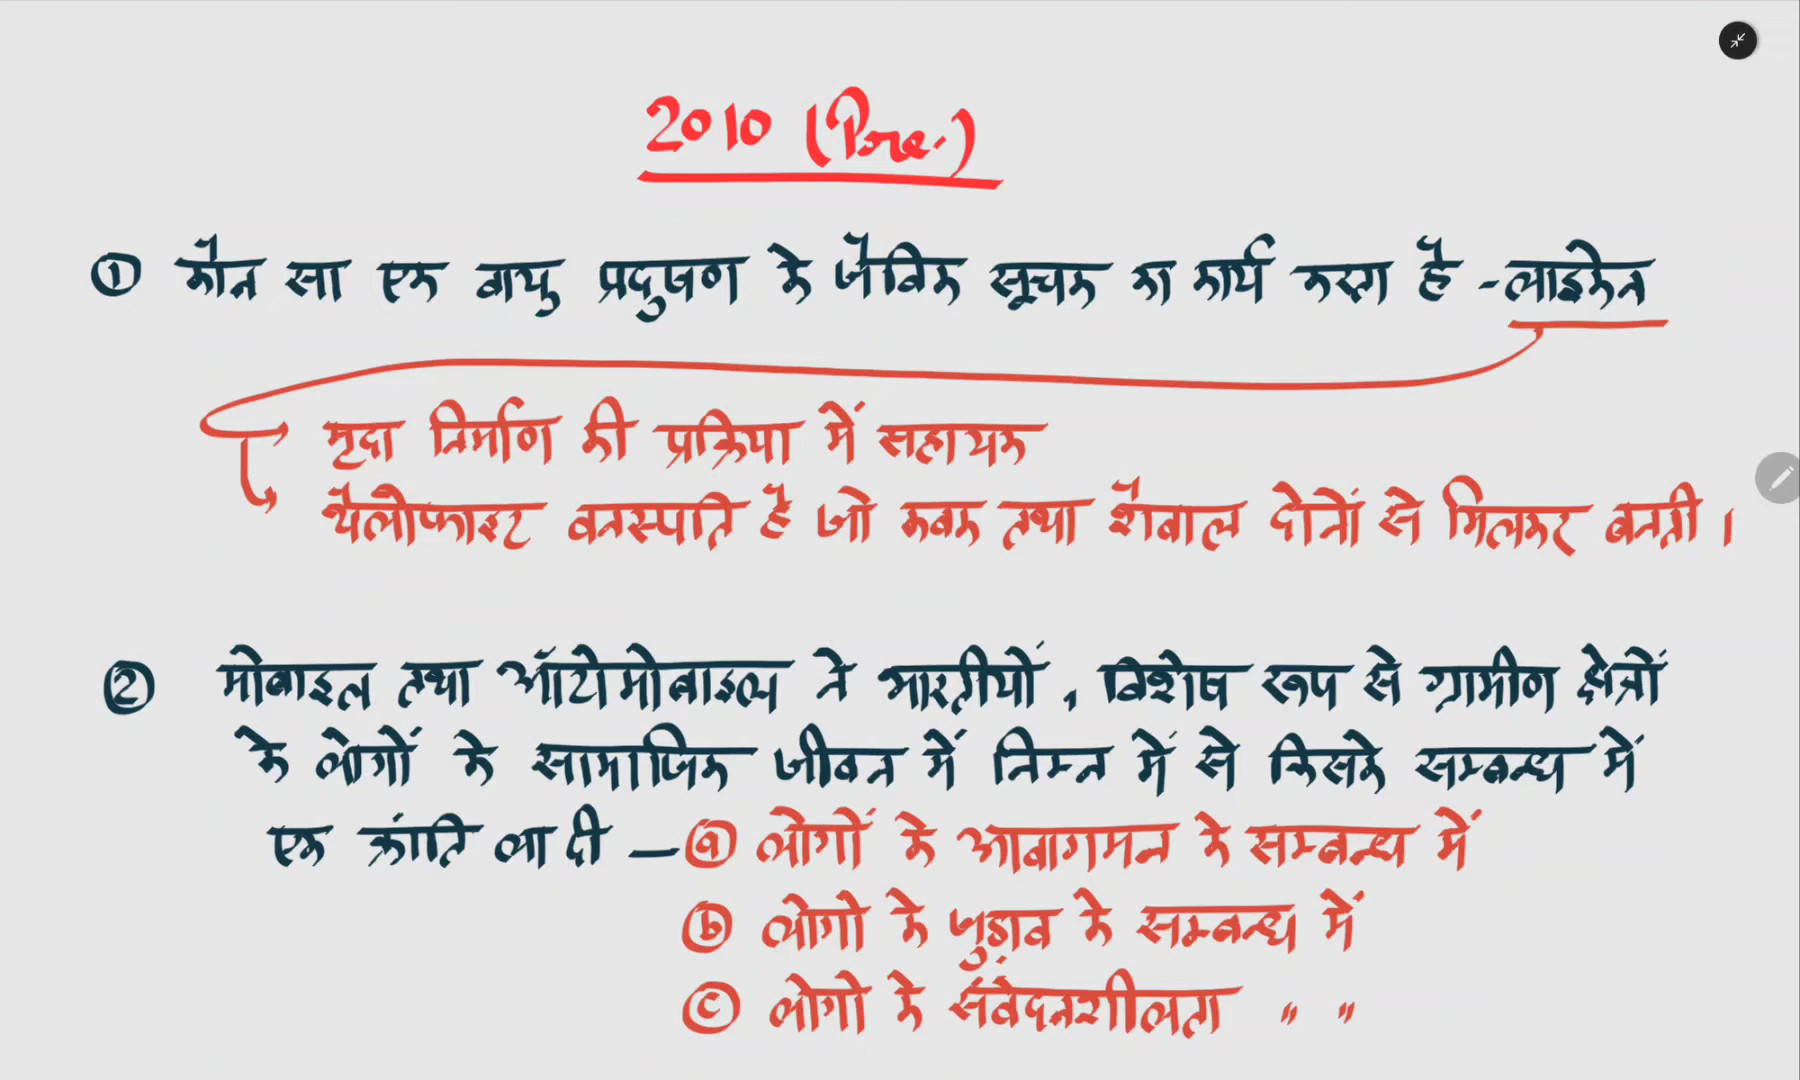 2010 (Pre.)
① कौन सा एक वायु प्रदुषण के जैविक सूचक का कार्य करता है - लाइकेन
मृदा निर्माण की प्रक्रिया में सहायक
थैलोफाइट वनस्पति है जो कवक तथा शैवाल दोनों से मिलकर बनती।
② मोबाइल तथा ऑटोमोबाइल्स ने भारतीयों, विशेष रूप से ग्रामीण क्षेत्रों
के लोगों के सामाजिक जीवन में निम्न में से किसके सम्बन्ध में
एक क्रांति ला दी — ⓐ लोगों के आवागमन के सम्बन्ध में
ⓑ लोगो के जुड़ाव के सम्बन्ध में
ⓒ लोगो के संवेदनशीलता " "